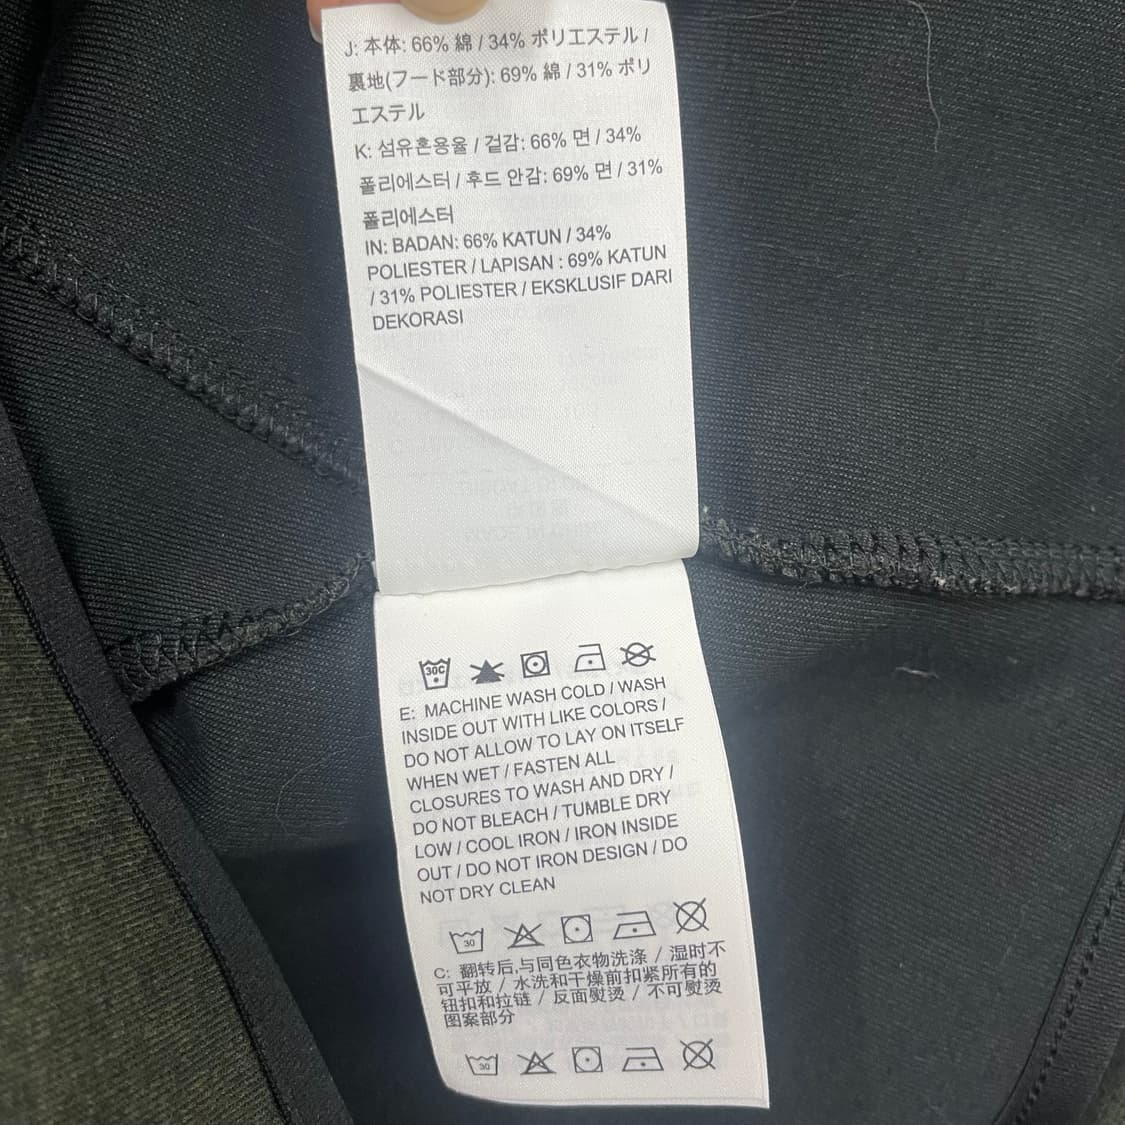 J: 本体: 66% 綿 / 34% ポリエステル /
裏地(フード部分): 69% 綿 / 31% ポリ
エステル
K: 섬유혼용율 / 겉감: 66% 면 / 34%
폴리에스터 / 후드 안감: 69% 면 / 31%
폴리에스터
IN: BADAN: 66% KATUN / 34%
POLIESTER / LAPISAN : 69% KATUN
/ 31% POLIESTER / EKSKLUSIF DARI
DEKORASI
30C
E: MACHINE WASH COLD / WASH
INSIDE OUT WITH LIKE COLORS /
DO NOT ALLOW TO LAY ON ITSELF
WHEN WET / FASTEN ALL
CLOSURES TO WASH AND DRY /
DO NOT BLEACH / TUMBLE DRY
LOW / COOL IRON / IRON INSIDE
OUT / DO NOT IRON DESIGN / DO
NOT DRY CLEAN
30
C: 翻转后,与同色衣物洗涤 / 湿时不
可平放 / 水洗和干燥前扣紧所有的
钮扣和拉链 / 反面熨烫 / 不可熨烫
图案部分
30